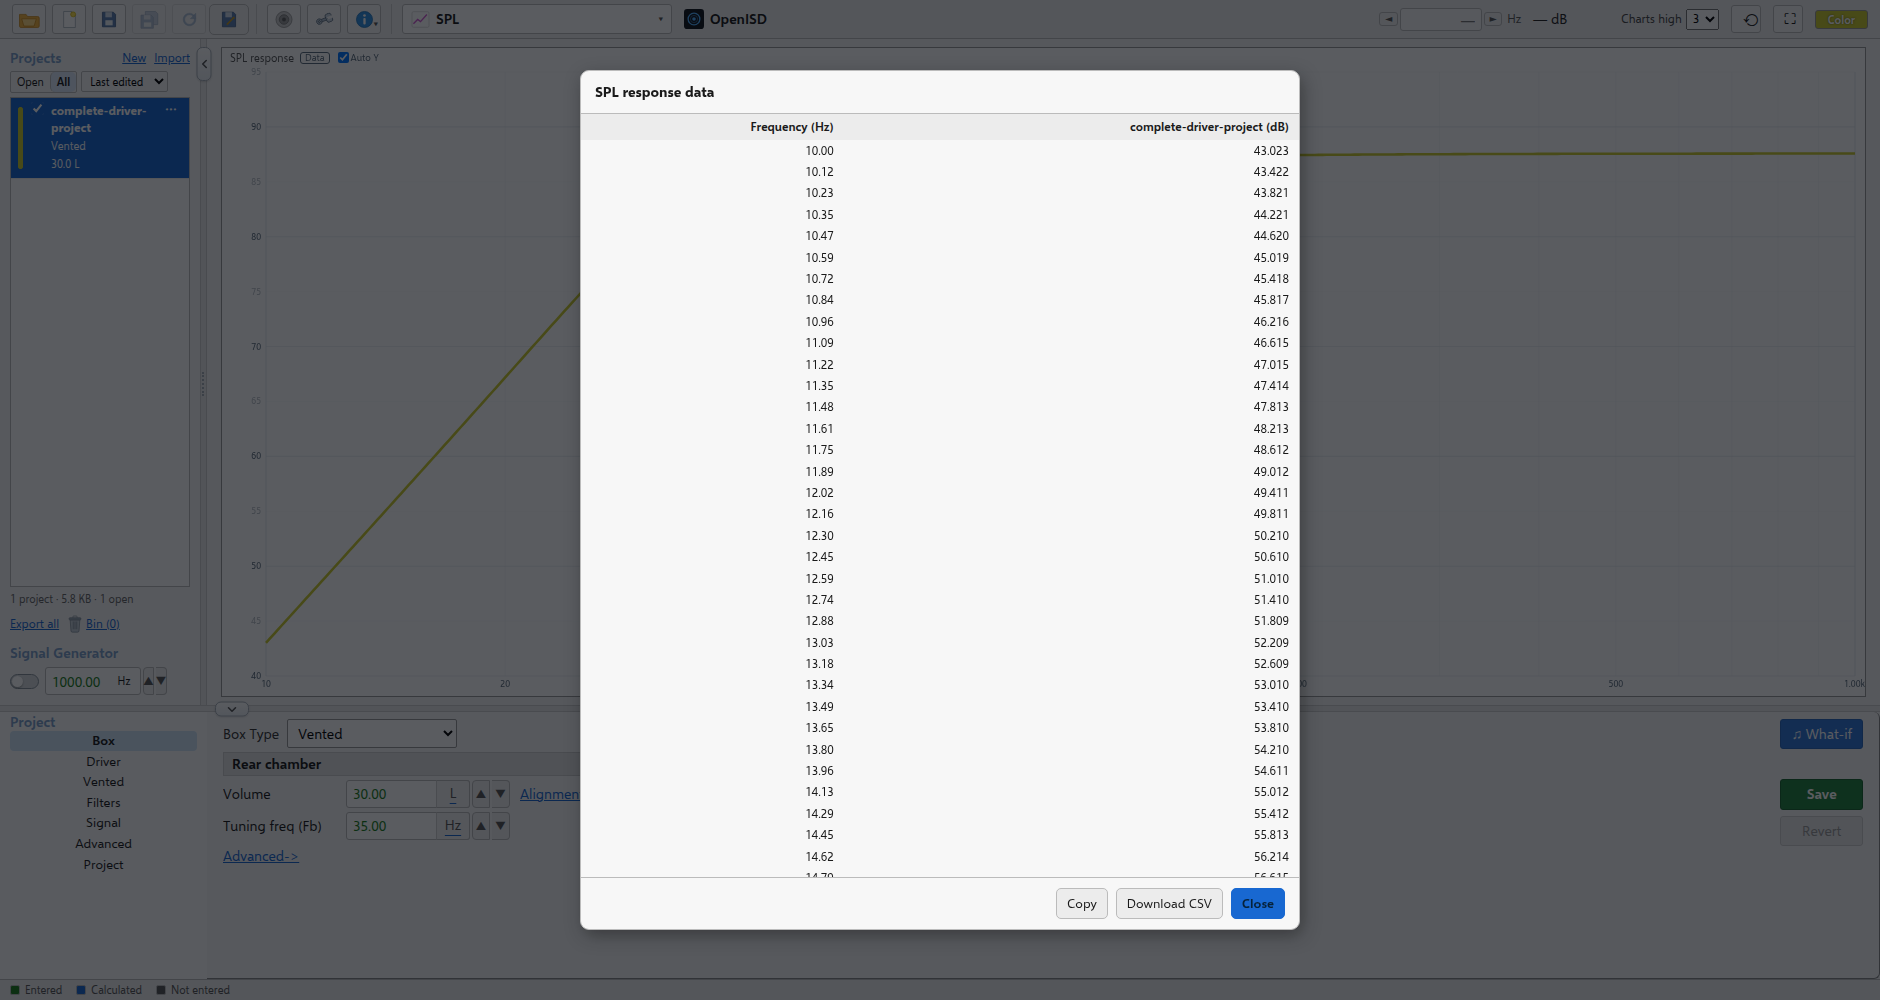 SPL
OpenISD
— Hz — dB
Charts high 3
Color
Projects New Import
Open All Last edited
complete-driver-project
Vented
30.0 L
1 project · 5.8 KB · 1 open
Export all Bin (0)
Signal Generator
1000.00 Hz
SPL response Data Auto Y
95
90
85
80
75
70
65
60
55
50
45
40
10 20 500 1.00k
SPL response data
Frequency (Hz) complete-driver-project (dB)
10.00 43.023
10.12 43.422
10.23 43.821
10.35 44.221
10.47 44.620
10.59 45.019
10.72 45.418
10.84 45.817
10.96 46.216
11.09 46.615
11.22 47.015
11.35 47.414
11.48 47.813
11.61 48.213
11.75 48.612
11.89 49.012
12.02 49.411
12.16 49.811
12.30 50.210
12.45 50.610
12.59 51.010
12.74 51.410
12.88 51.809
13.03 52.209
13.18 52.609
13.34 53.010
13.49 53.410
13.65 53.810
13.80 54.210
13.96 54.611
14.13 55.012
14.29 55.412
14.45 55.813
14.62 56.214
Copy Download CSV Close
Project
Box
Driver
Vented
Filters
Signal
Advanced
Project
Box Type Vented
Rear chamber
Volume 30.00 L
Tuning freq (Fb) 35.00 Hz
Advanced->
♫ What-if
Save
Revert
Entered Calculated Not entered